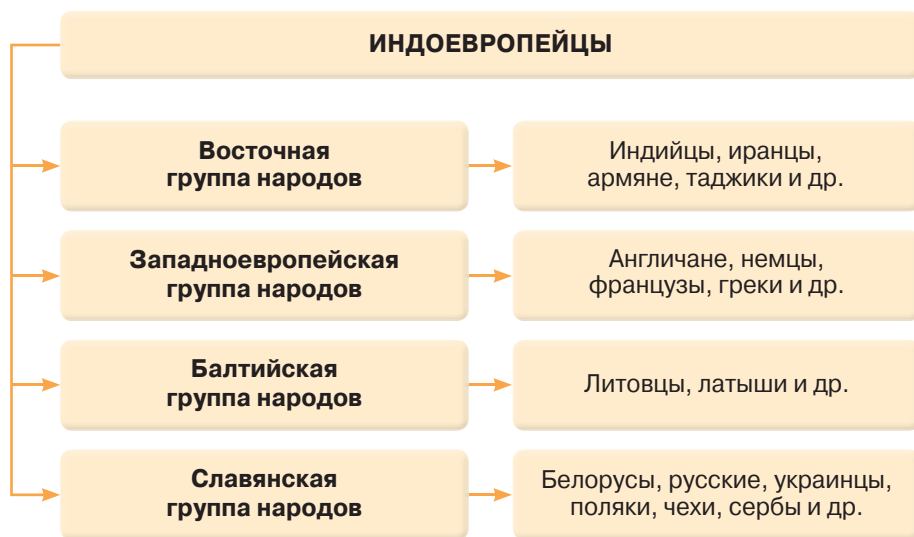 ИНДОЕВРОПЕЙЦЫ
Восточная
группа народов
Индийцы, иранцы,
армяне, таджики и др.
Западноевропейская
группа народов
Англичане, немцы,
французы, греки и др.
Балтийская
группа народов
Литовцы, латыши и др.
Славянская
группа народов
Белорусы, русские, украинцы,
поляки, чехи, сербы и др.